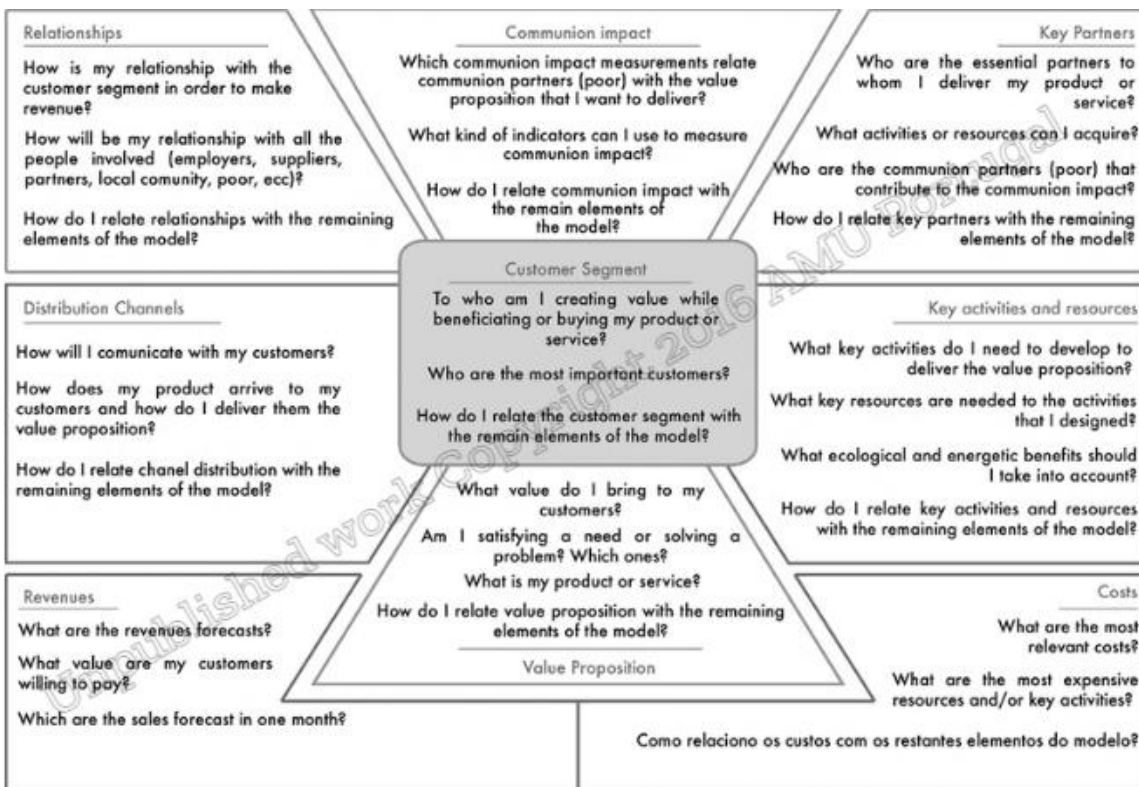 Relationships
How is my relationship with the
customer segment in order to make
revenue?
How will be my relationship with all the
people involved (employers, suppliers,
partners, local comunity, poor, ecc)?
How do I relate relationships with the remaining
elements of the model?
Communion impact
Which communion impact measurements relate
communion partners (poor) with the value
proposition that I want to deliver?
What kind of indicators can I use to measure
communion impact?
How do I relate communion impact with
the remain elements of
the model?
Key Partners
Who are the essential partners to
whom I deliver my product or
service?
What activities or resources can I acquire?
Who are the communion partners (poor) that
contribute to the communion impact?
How do I relate key partners with the remaining
elements of the model?
Customer Segment
To who am I creating value while
beneficiating or buying my product or
service?
Who are the most important customers?
How do I relate the customer segment with
the remain elements of the model?
Distribution Channels
How will I comunicate with my customers?
How does my product arrive to my
customers and how do I deliver them the
value proposition?
How do I relate chanel distribution with the
remaining elements of the model?
Key activities and resources
What key activities do I need to develop to
deliver the value proposition?
What key resources are needed to the activities
that I designed?
What ecological and energetic benefits should
I take into account?
How do I relate key activities and resources
with the remaining elements of the model?
What value do I bring to my
customers?
Am I satisfying a need or solving a
problem? Which ones?
What is my product or service?
How do I relate value proposition with the remaining
elements of the model?
Value Proposition
Revenues
What are the revenues forecasts?
What value are my customers
willing to pay?
Which are the sales forecast in one month?
Costs
What are the most
relevant costs?
What are the most expensive
resources and/or key activities?
Como relaciono os custos com os restantes elementos do modelo?
Unpublished work Copyright 2016 AMU Portugal